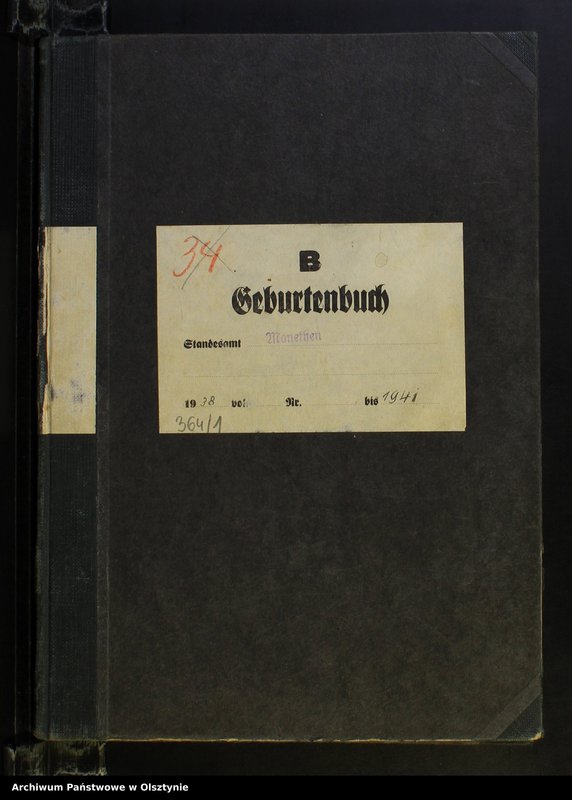 34
B
Geburtenbuch
Standesamt Monethen
1938 vom Nr. bis 1941
364/1
Archiwum Państwowe w Olsztynie